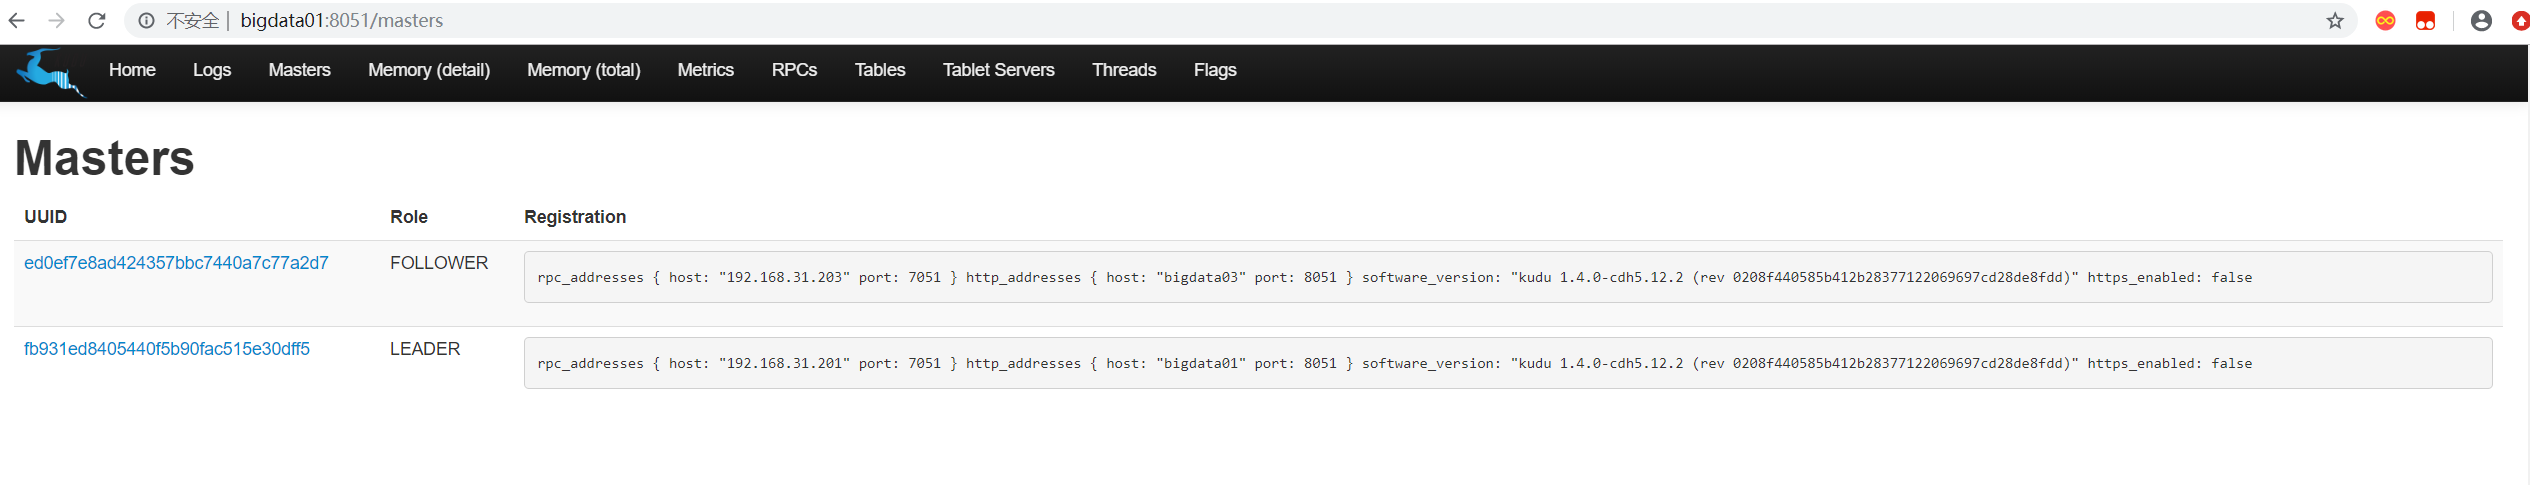 不安全 | bigdata01:8051/masters
Home Logs Masters Memory (detail) Memory (total) Metrics RPCs Tables Tablet Servers Threads Flags
Masters
UUID Role Registration
ed0ef7e8ad424357bbc7440a7c77a2d7 FOLLOWER rpc_addresses { host: "192.168.31.203" port: 7051 } http_addresses { host: "bigdata03" port: 8051 } software_version: "kudu 1.4.0-cdh5.12.2 (rev 0208f440585b412b28377122069697cd28de8fdd)" https_enabled: false
fb931ed8405440f5b90fac515e30dff5 LEADER rpc_addresses { host: "192.168.31.201" port: 7051 } http_addresses { host: "bigdata01" port: 8051 } software_version: "kudu 1.4.0-cdh5.12.2 (rev 0208f440585b412b28377122069697cd28de8fdd)" https_enabled: false